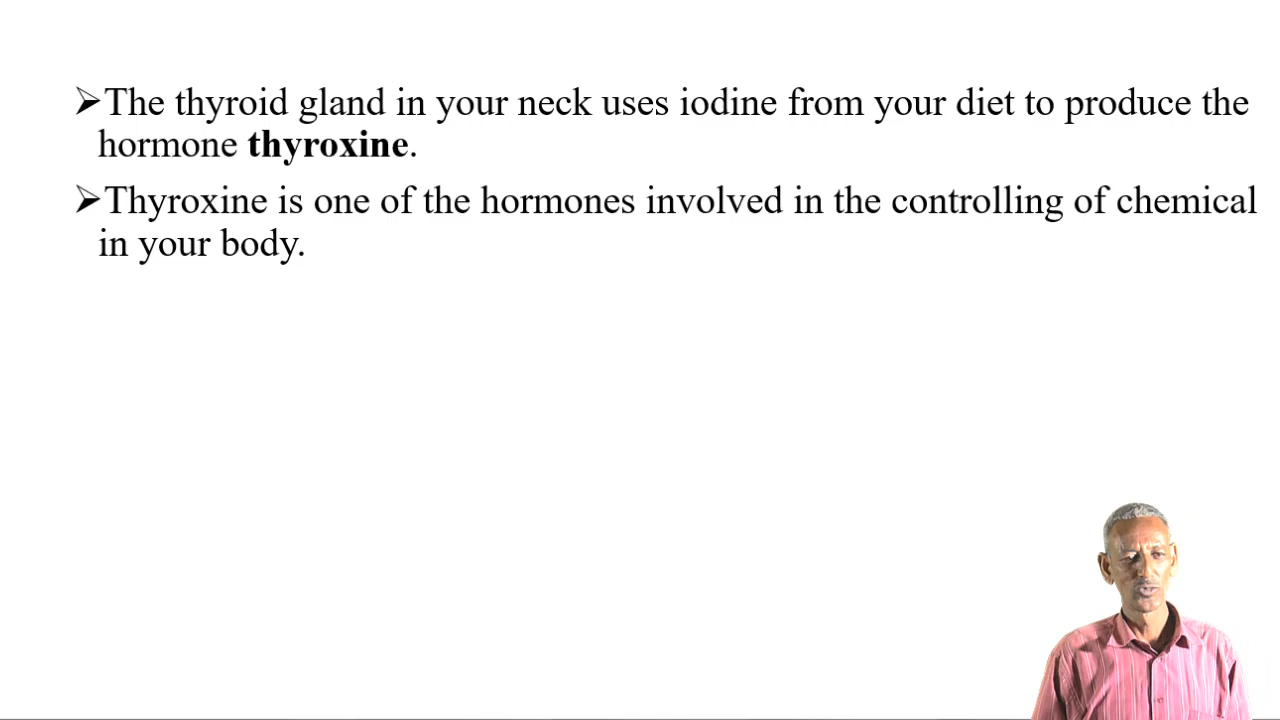 ➢The thyroid gland in your neck uses iodine from your diet to produce the
hormone thyroxine.
➢Thyroxine is one of the hormones involved in the controlling of chemical
in your body.